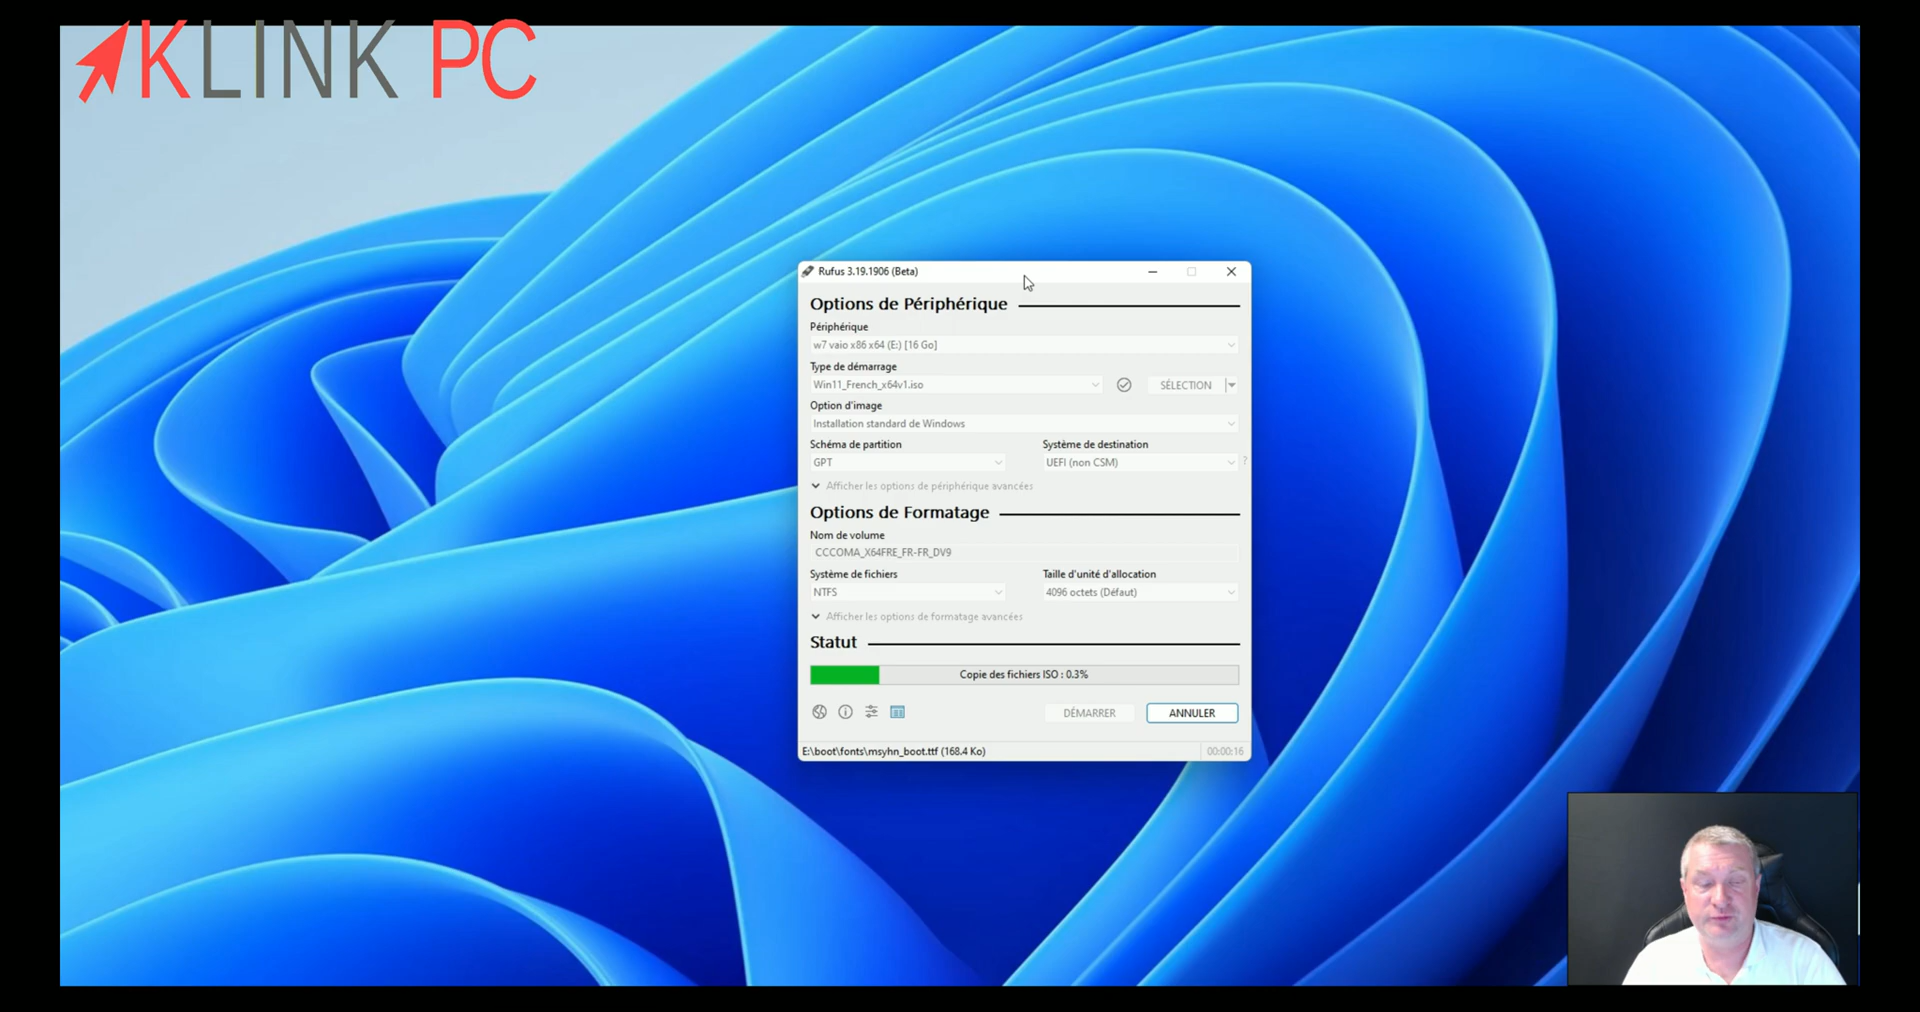 KLINK PC
Rufus 3.19.1906 (Beta)
Options de Périphérique
Périphérique
w7 vaio x86 x64 (E:) [16 Go]
Type de démarrage
Win11_French_x64v1.iso
SÉLECTION
Option d'image
Installation standard de Windows
Schéma de partition
Système de destination
GPT
UEFI (non CSM)
?
Afficher les options de périphérique avancées
Options de Formatage
Nom de volume
CCCOMA_X64FRE_FR-FR_DV9
Système de fichiers
Taille d'unité d'allocation
NTFS
4096 octets (Défaut)
Afficher les options de formatage avancées
Statut
Copie des fichiers ISO : 0.3%
DÉMARRER
ANNULER
E:\boot\fonts\msyhn_boot.ttf (168.4 Ko)
00:00:16